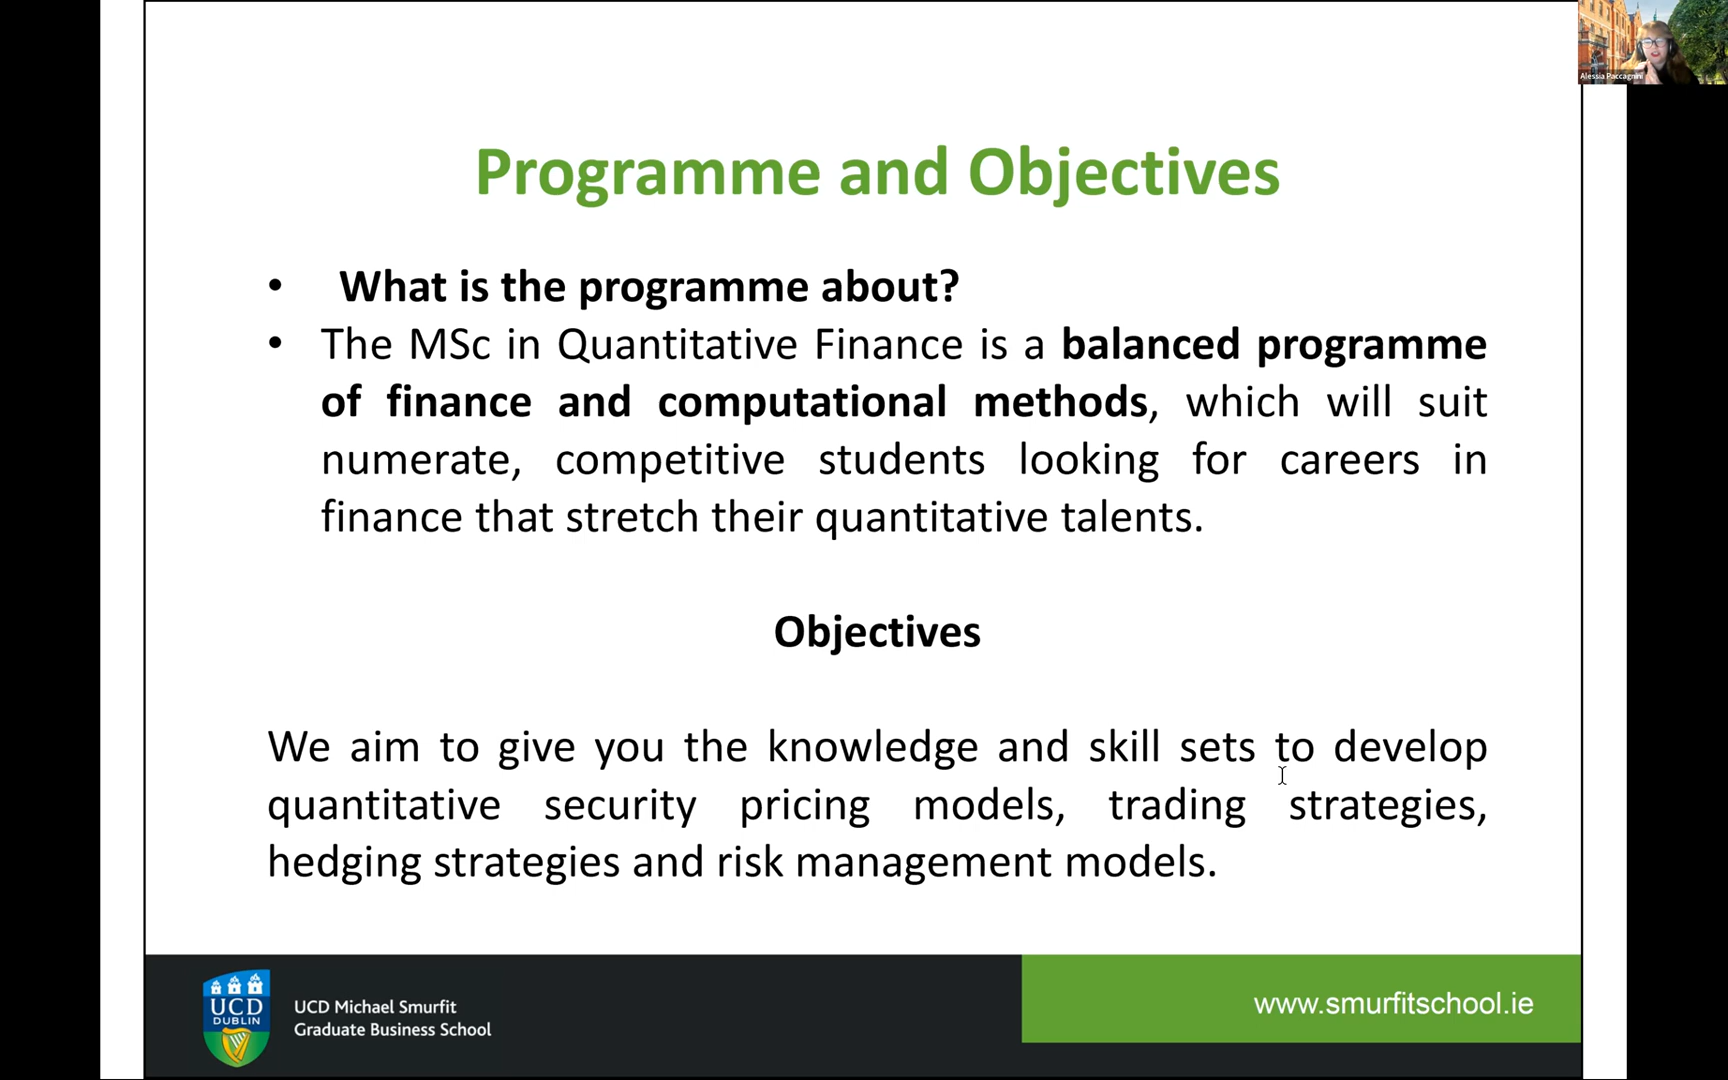 Alessia Paccagnini
Programme and Objectives
• What is the programme about?
• The MSc in Quantitative Finance is a balanced programme
of finance and computational methods, which will suit
numerate, competitive students looking for careers in
finance that stretch their quantitative talents.
Objectives
We aim to give you the knowledge and skill sets to develop
quantitative security pricing models, trading strategies,
hedging strategies and risk management models.
UCD
DUBLIN
UCD Michael Smurfit
Graduate Business School
www.smurfitschool.ie